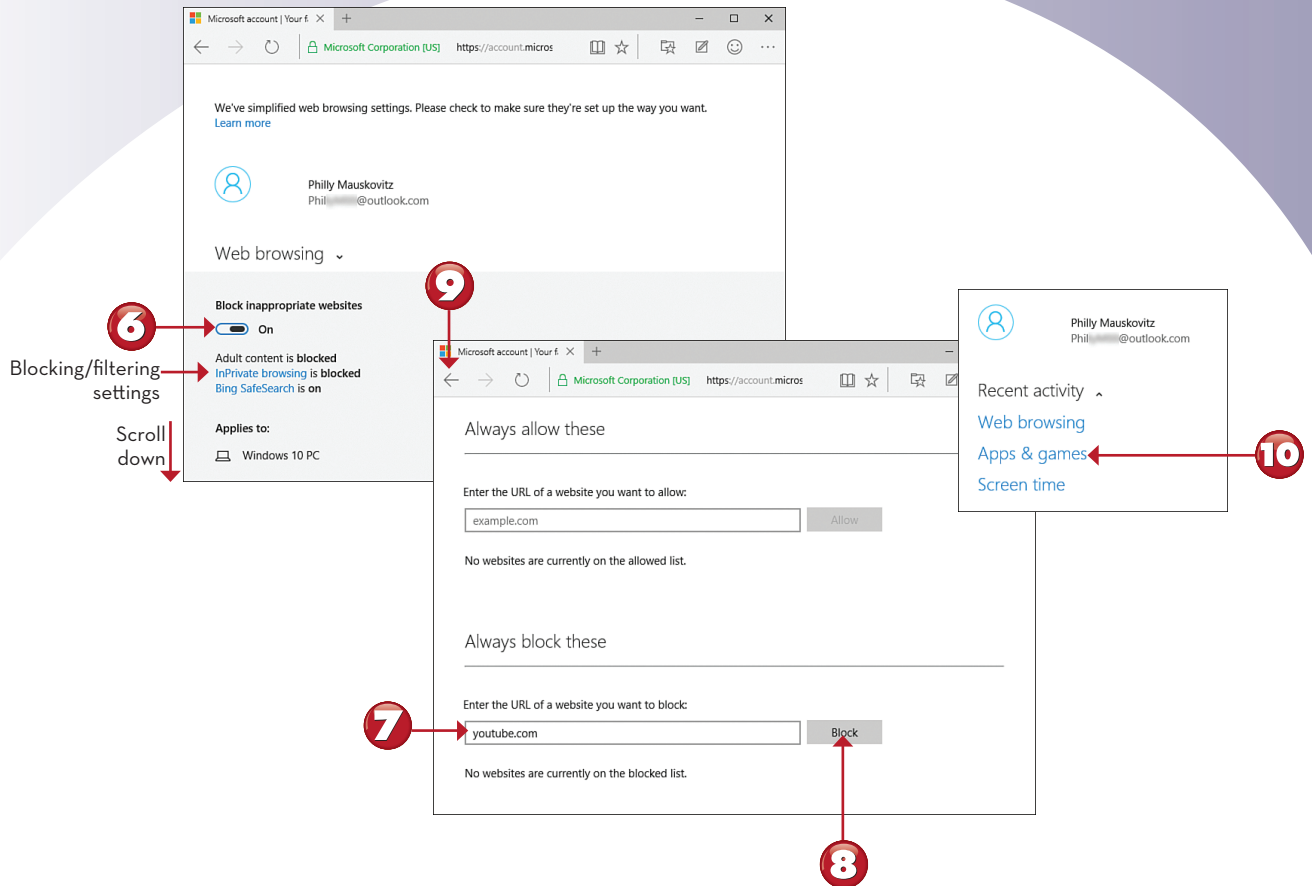 Microsoft account | Your f
Microsoft Corporation [US] https://account.micros
We've simplified web browsing settings. Please check to make sure they're set up the way you want.
Learn more
Philly Mauskovitz
Phil @outlook.com
Web browsing
Block inappropriate websites
6
On
Adult content is blocked
InPrivate browsing is blocked
Bing SafeSearch is on
Blocking/filtering
settings
Applies to:
Windows 10 PC
Scroll
down
9
Microsoft account | Your f
Microsoft Corporation [US] https://account.micros
Always allow these
Enter the URL of a website you want to allow:
example.com Allow
No websites are currently on the allowed list.
Always block these
Enter the URL of a website you want to block:
7
youtube.com Block
No websites are currently on the blocked list.
8
Philly Mauskovitz
Phil @outlook.com
Recent activity
Web browsing
Apps & games
10
Screen time